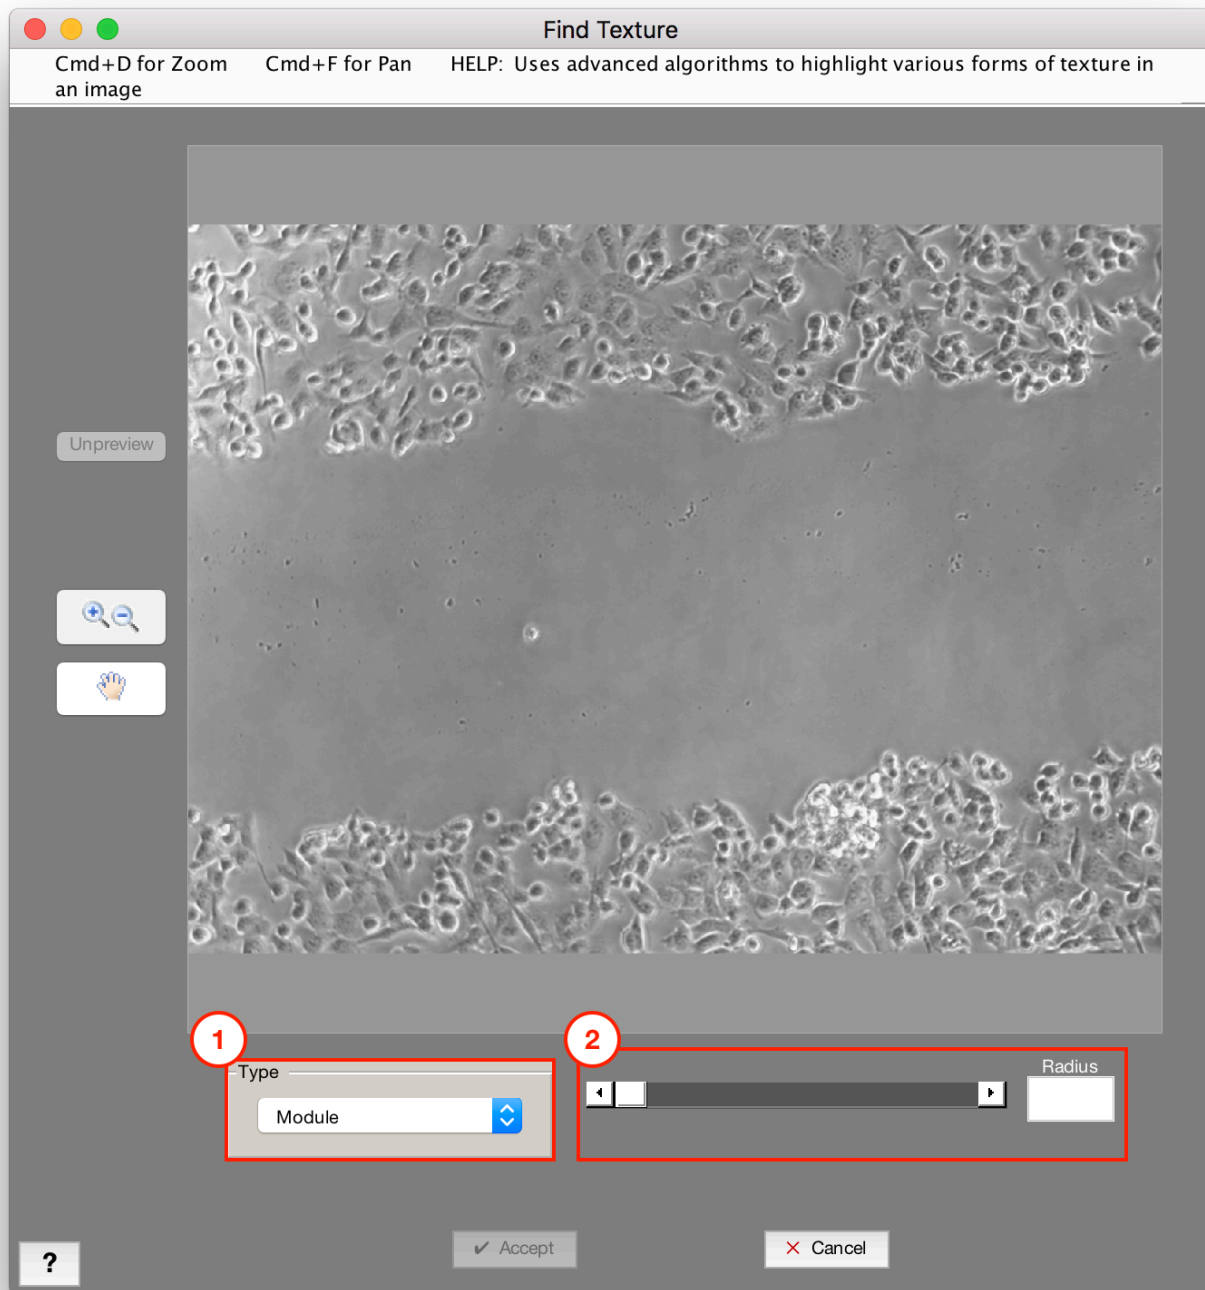 Find Texture
Cmd+D for Zoom Cmd+F for Pan HELP: Uses advanced algorithms to highlight various forms of texture in
an image
Unpreview
1
2
Type
Radius
Module
✔ Accept
✕ Cancel
?